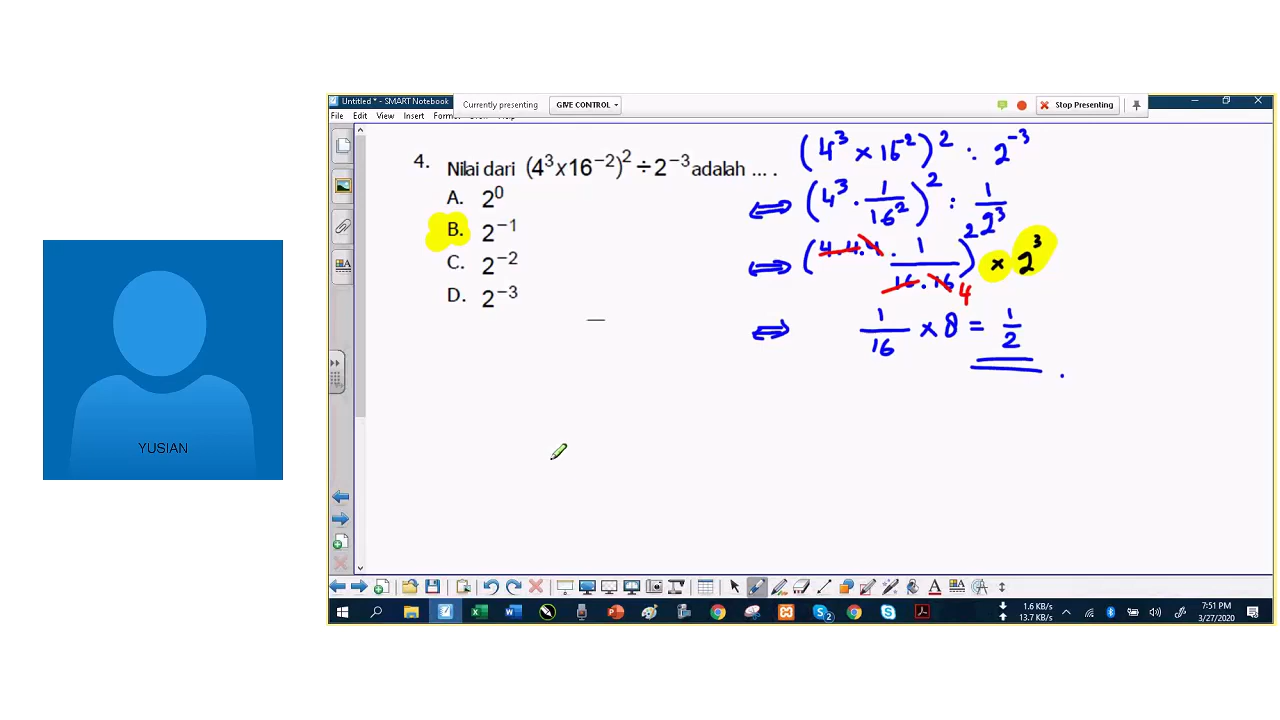 Untitled * - SMART Notebook
Currently presenting
GIVE CONTROL
Stop Presenting
File Edit View Insert
4. Nilai dari (4³x16⁻²)² ÷ 2⁻³ adalah ... .
A. 2⁰
B. 2⁻¹
C. 2⁻²
D. 2⁻³
(4³ × 16⁻²)² : 2⁻³
⇔ (4³ · 1/16²)² : 1/2³
⇔ (4.4.4 · 1/16.16)² × 2³
4
⇔ 1/16 × 8 = 1/2 .
YUSIAN
1.6 KB/s
13.7 KB/s
7:51 PM
3/27/2020